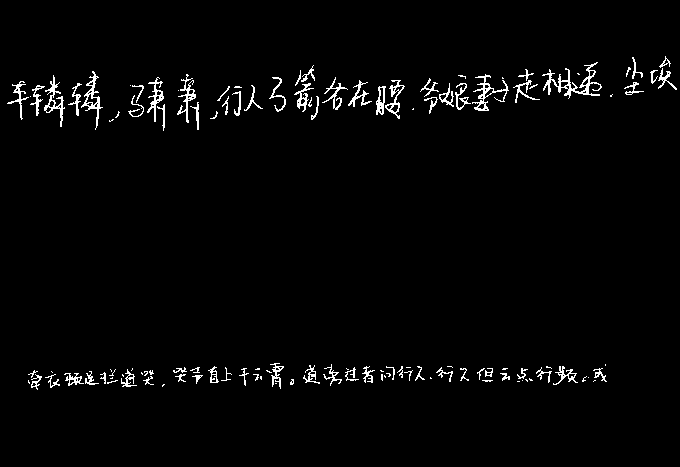 车辚辚，马萧萧，行人弓箭各在腰.爷娘妻子走相送.尘埃
牵衣顿足拦道哭，哭声直上干云霄。道旁过者问行人.行人但云点行频。或